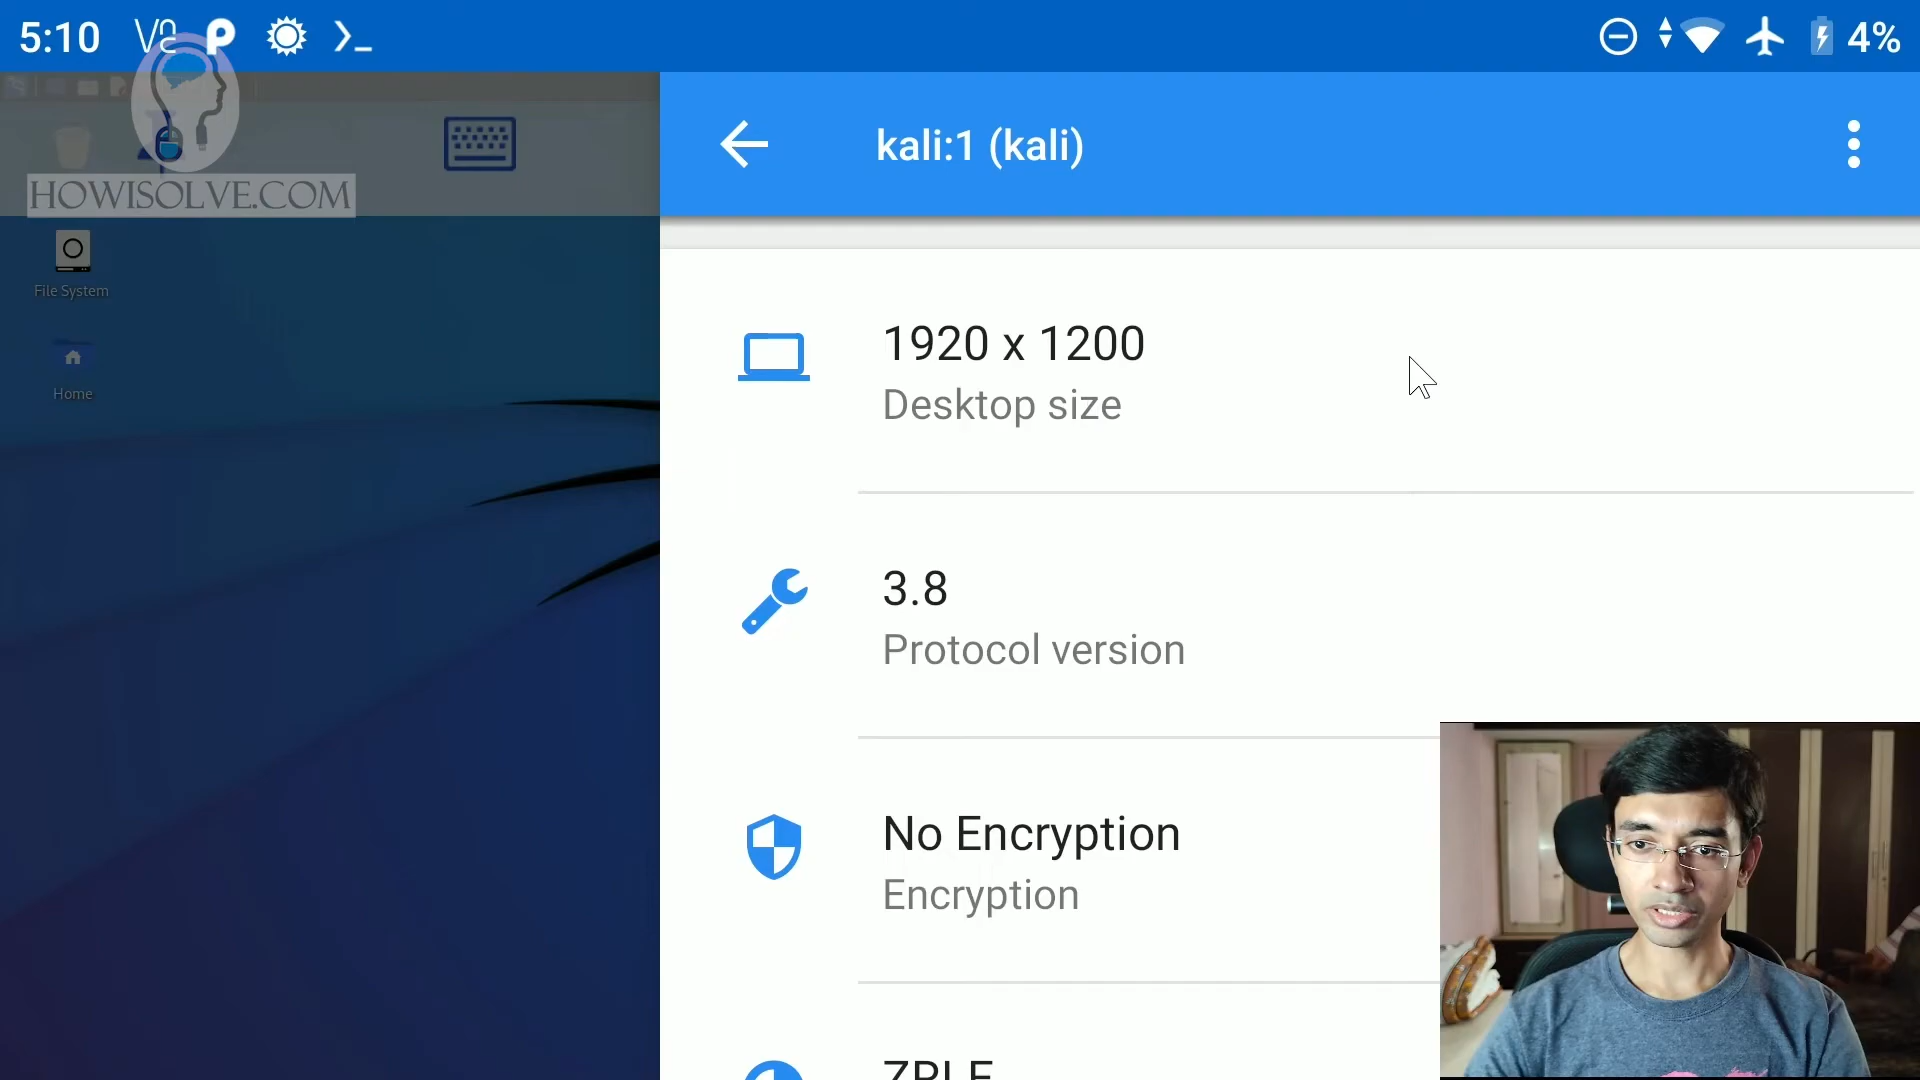 5:10
4%
HOWISOLVE.COM
File System
Home
kali:1 (kali)
1920 x 1200
Desktop size
3.8
Protocol version
No Encryption
Encryption
ZRLE